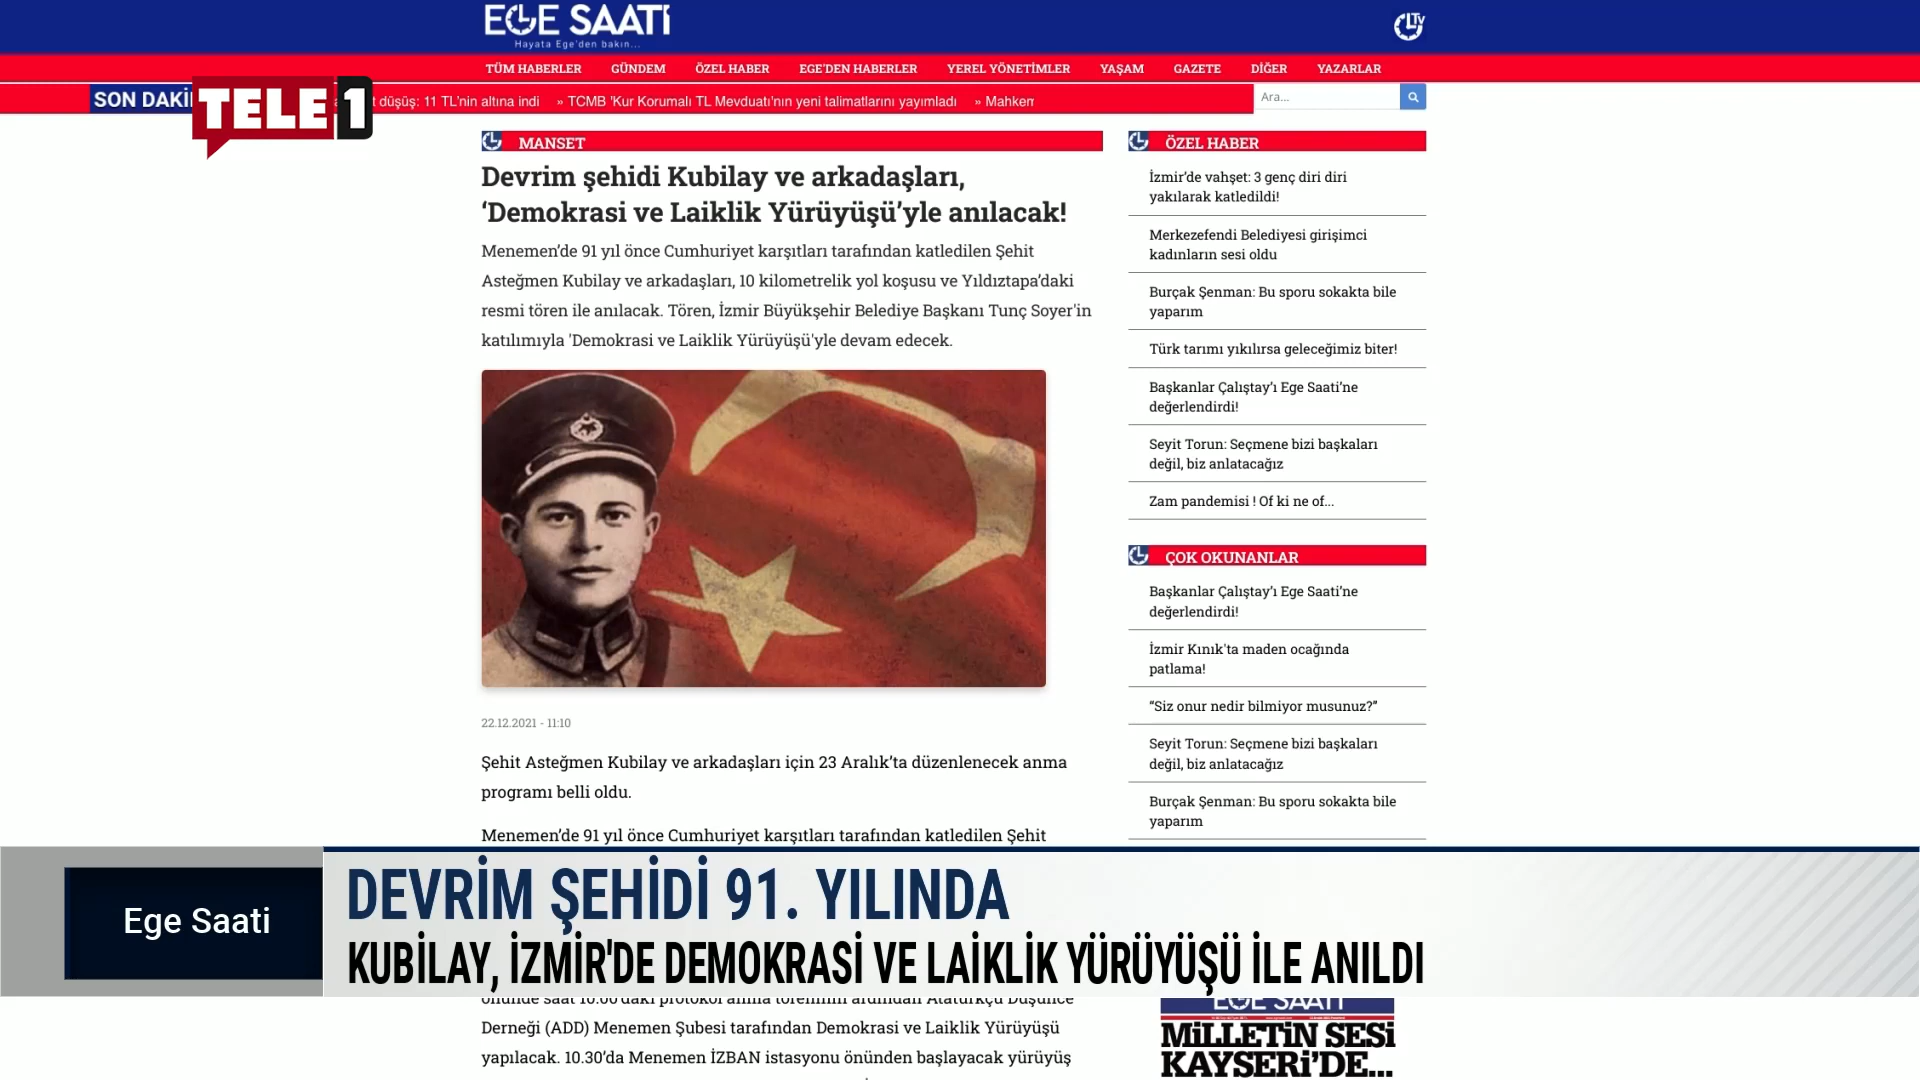 EGE SAATİ
Hayata Ege'den bakın...
TÜM HABERLER GÜNDEM ÖZEL HABER EGE'DEN HABERLER YEREL YÖNETİMLER YAŞAM GAZETE DİĞER YAZARLAR
SON DAKİ
TELE1
düşüş: 11 TL'nin altına indi » TCMB 'Kur Korumalı TL Mevduatı'nın yeni talimatlarını yayımladı »
Ara...
MANSET
Devrim şehidi Kubilay ve arkadaşları,
‘Demokrasi ve Laiklik Yürüyüşü’yle anılacak!
Menemen’de 91 yıl önce Cumhuriyet karşıtları tarafından katledilen Şehit
Asteğmen Kubilay ve arkadaşları, 10 kilometrelik yol koşusu ve Yıldıztapa’daki
resmi tören ile anılacak. Tören, İzmir Büyükşehir Belediye Başkanı Tunç Soyer'in
katılımıyla 'Demokrasi ve Laiklik Yürüyüşü'yle devam edecek.
22.12.2021 - 11:10
Şehit Asteğmen Kubilay ve arkadaşları için 23 Aralık’ta düzenlenecek anma
programı belli oldu.
Menemen’de 91 yıl önce Cumhuriyet karşıtları tarafından katledilen Şehit
ÖZEL HABER
İzmir’de vahşet: 3 genç diri diri
yakılarak katledildi!
Merkezefendi Belediyesi girişimci
kadınların sesi oldu
Burçak Şenman: Bu sporu sokakta bile
yaparım
Türk tarımı yıkılırsa geleceğimiz biter!
Başkanlar Çalıştay’ı Ege Saati’ne
değerlendirdi!
Seyit Torun: Seçmene bizi başkaları
değil, biz anlatacağız
Zam pandemisi ! Of ki ne of...
ÇOK OKUNANLAR
Başkanlar Çalıştay’ı Ege Saati’ne
değerlendirdi!
İzmir Kınık'ta maden ocağında
patlama!
“Siz onur nedir bilmiyor musunuz?”
Seyit Torun: Seçmene bizi başkaları
değil, biz anlatacağız
Burçak Şenman: Bu sporu sokakta bile
yaparım
Ege Saati
DEVRİM ŞEHİDİ 91. YILINDA
KUBİLAY, İZMİR'DE DEMOKRASİ VE LAİKLİK YÜRÜYÜŞÜ İLE ANILDI
önünde saat 10.00'daki protokol anma töreninin ardından Atatürkçü Düşünce
Derneği (ADD) Menemen Şubesi tarafından Demokrasi ve Laiklik Yürüyüşü
yapılacak. 10.30’da Menemen İZBAN istasyonu önünden başlayacak yürüyüş
EGE SAATİ
MİLLETİN SESİ
KAYSERİ’DE...